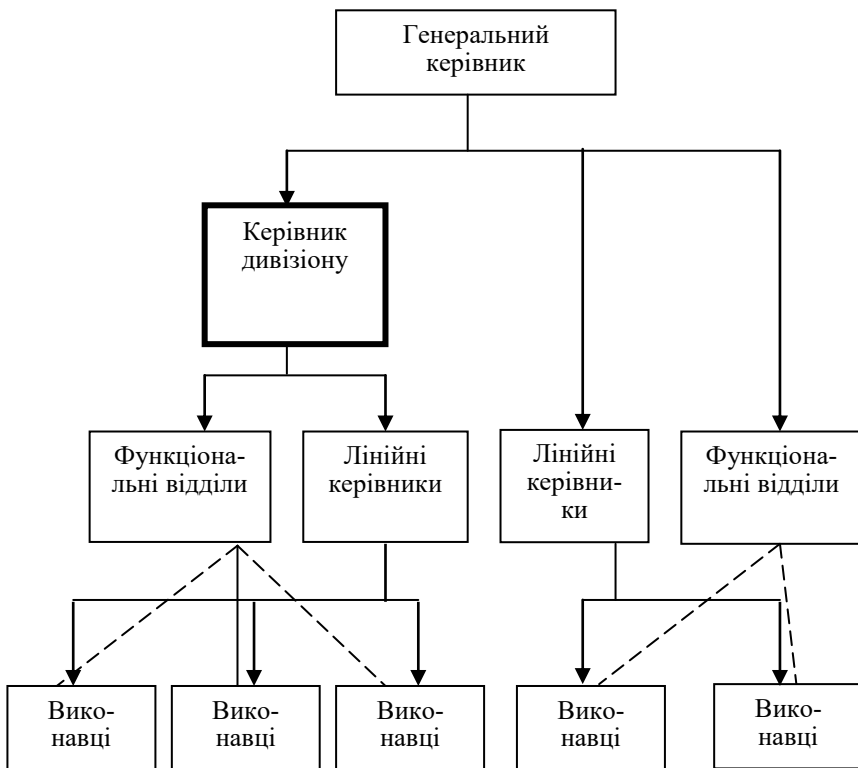 Генеральний
керівник
Керівник
дивізіону
Функціона-
льні відділи
Лінійні
керівники
Лінійні
керівни-
ки
Функціона-
льні відділи
Вико-
навці
Вико-
навці
Вико-
навці
Вико-
навці
Вико-
навці